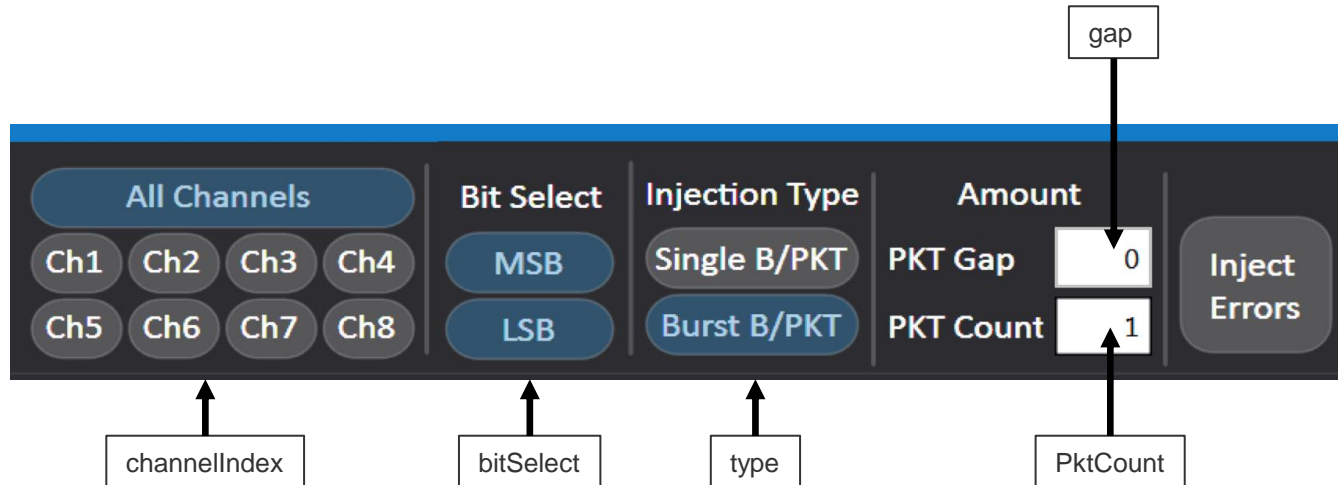 gap
All Channels
Bit Select
Injection Type
Amount
Ch1 Ch2 Ch3 Ch4
MSB
Single B/PKT
PKT Gap 0
Inject
Errors
Ch5 Ch6 Ch7 Ch8
LSB
Burst B/PKT
PKT Count 1
channelIndex
bitSelect
type
PktCount